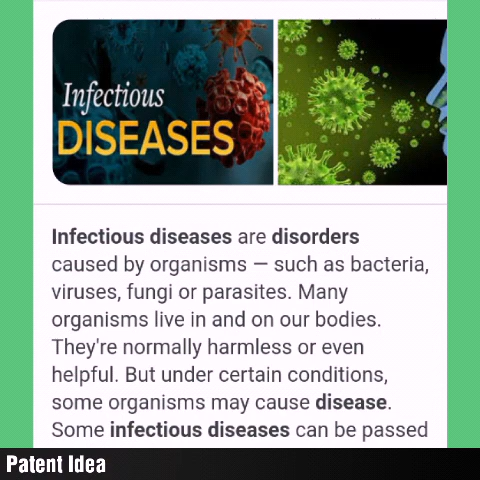 Infectious
DISEASES
Infectious diseases are disorders
caused by organisms — such as bacteria,
viruses, fungi or parasites. Many
organisms live in and on our bodies.
They're normally harmless or even
helpful. But under certain conditions,
some organisms may cause disease.
Some infectious diseases can be passed
Patent Idea